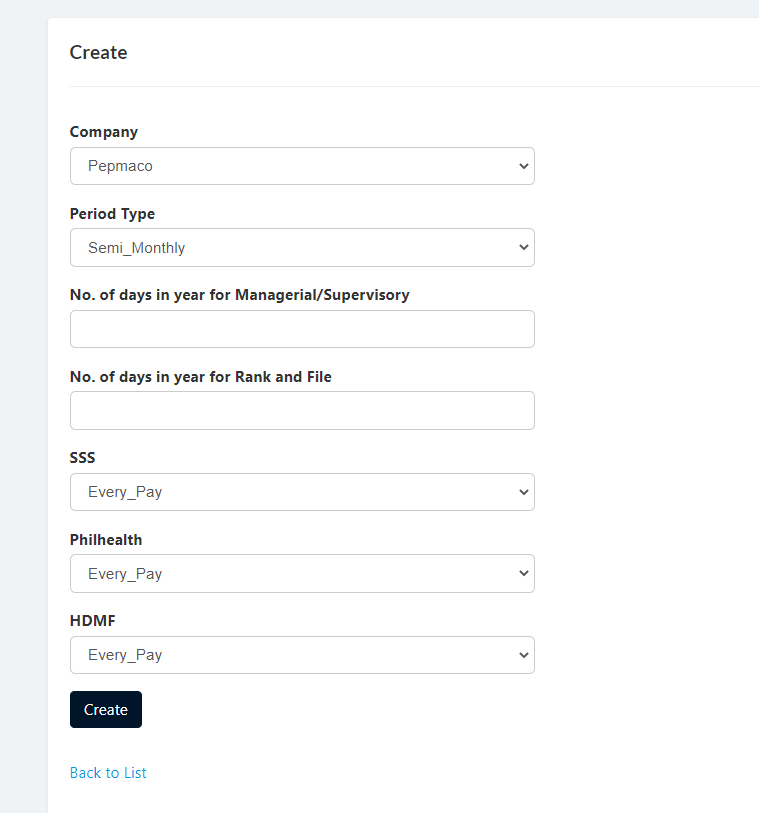 Create
Company
Pepmaco
Period Type
Semi_Monthly
No. of days in year for Managerial/Supervisory
No. of days in year for Rank and File
SSS
Every_Pay
Philhealth
Every_Pay
HDMF
Every_Pay
Create
Back to List